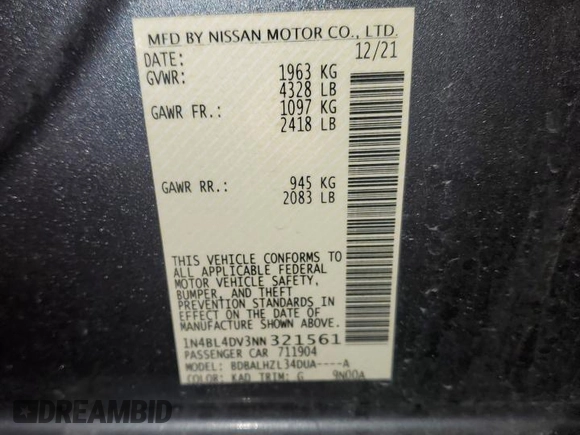 MFD BY NISSAN MOTOR CO., LTD.
DATE: 12/21
GVWR: 1963 KG
4328 LB
GAWR FR.: 1097 KG
2418 LB
GAWR RR.: 945 KG
2083 LB
THIS VEHICLE CONFORMS TO
ALL APPLICABLE FEDERAL
MOTOR VEHICLE SAFETY,
BUMPER, AND THEFT
PREVENTION STANDARDS IN
EFFECT ON THE DATE OF
MANUFACTURE SHOWN ABOVE.
1N4BL4DV3NN321561
PASSENGER CAR 711904
MODEL: BDBALHZL34DUA----A
COLOR: KAD TRIM: G 9N00A
DREAMBID